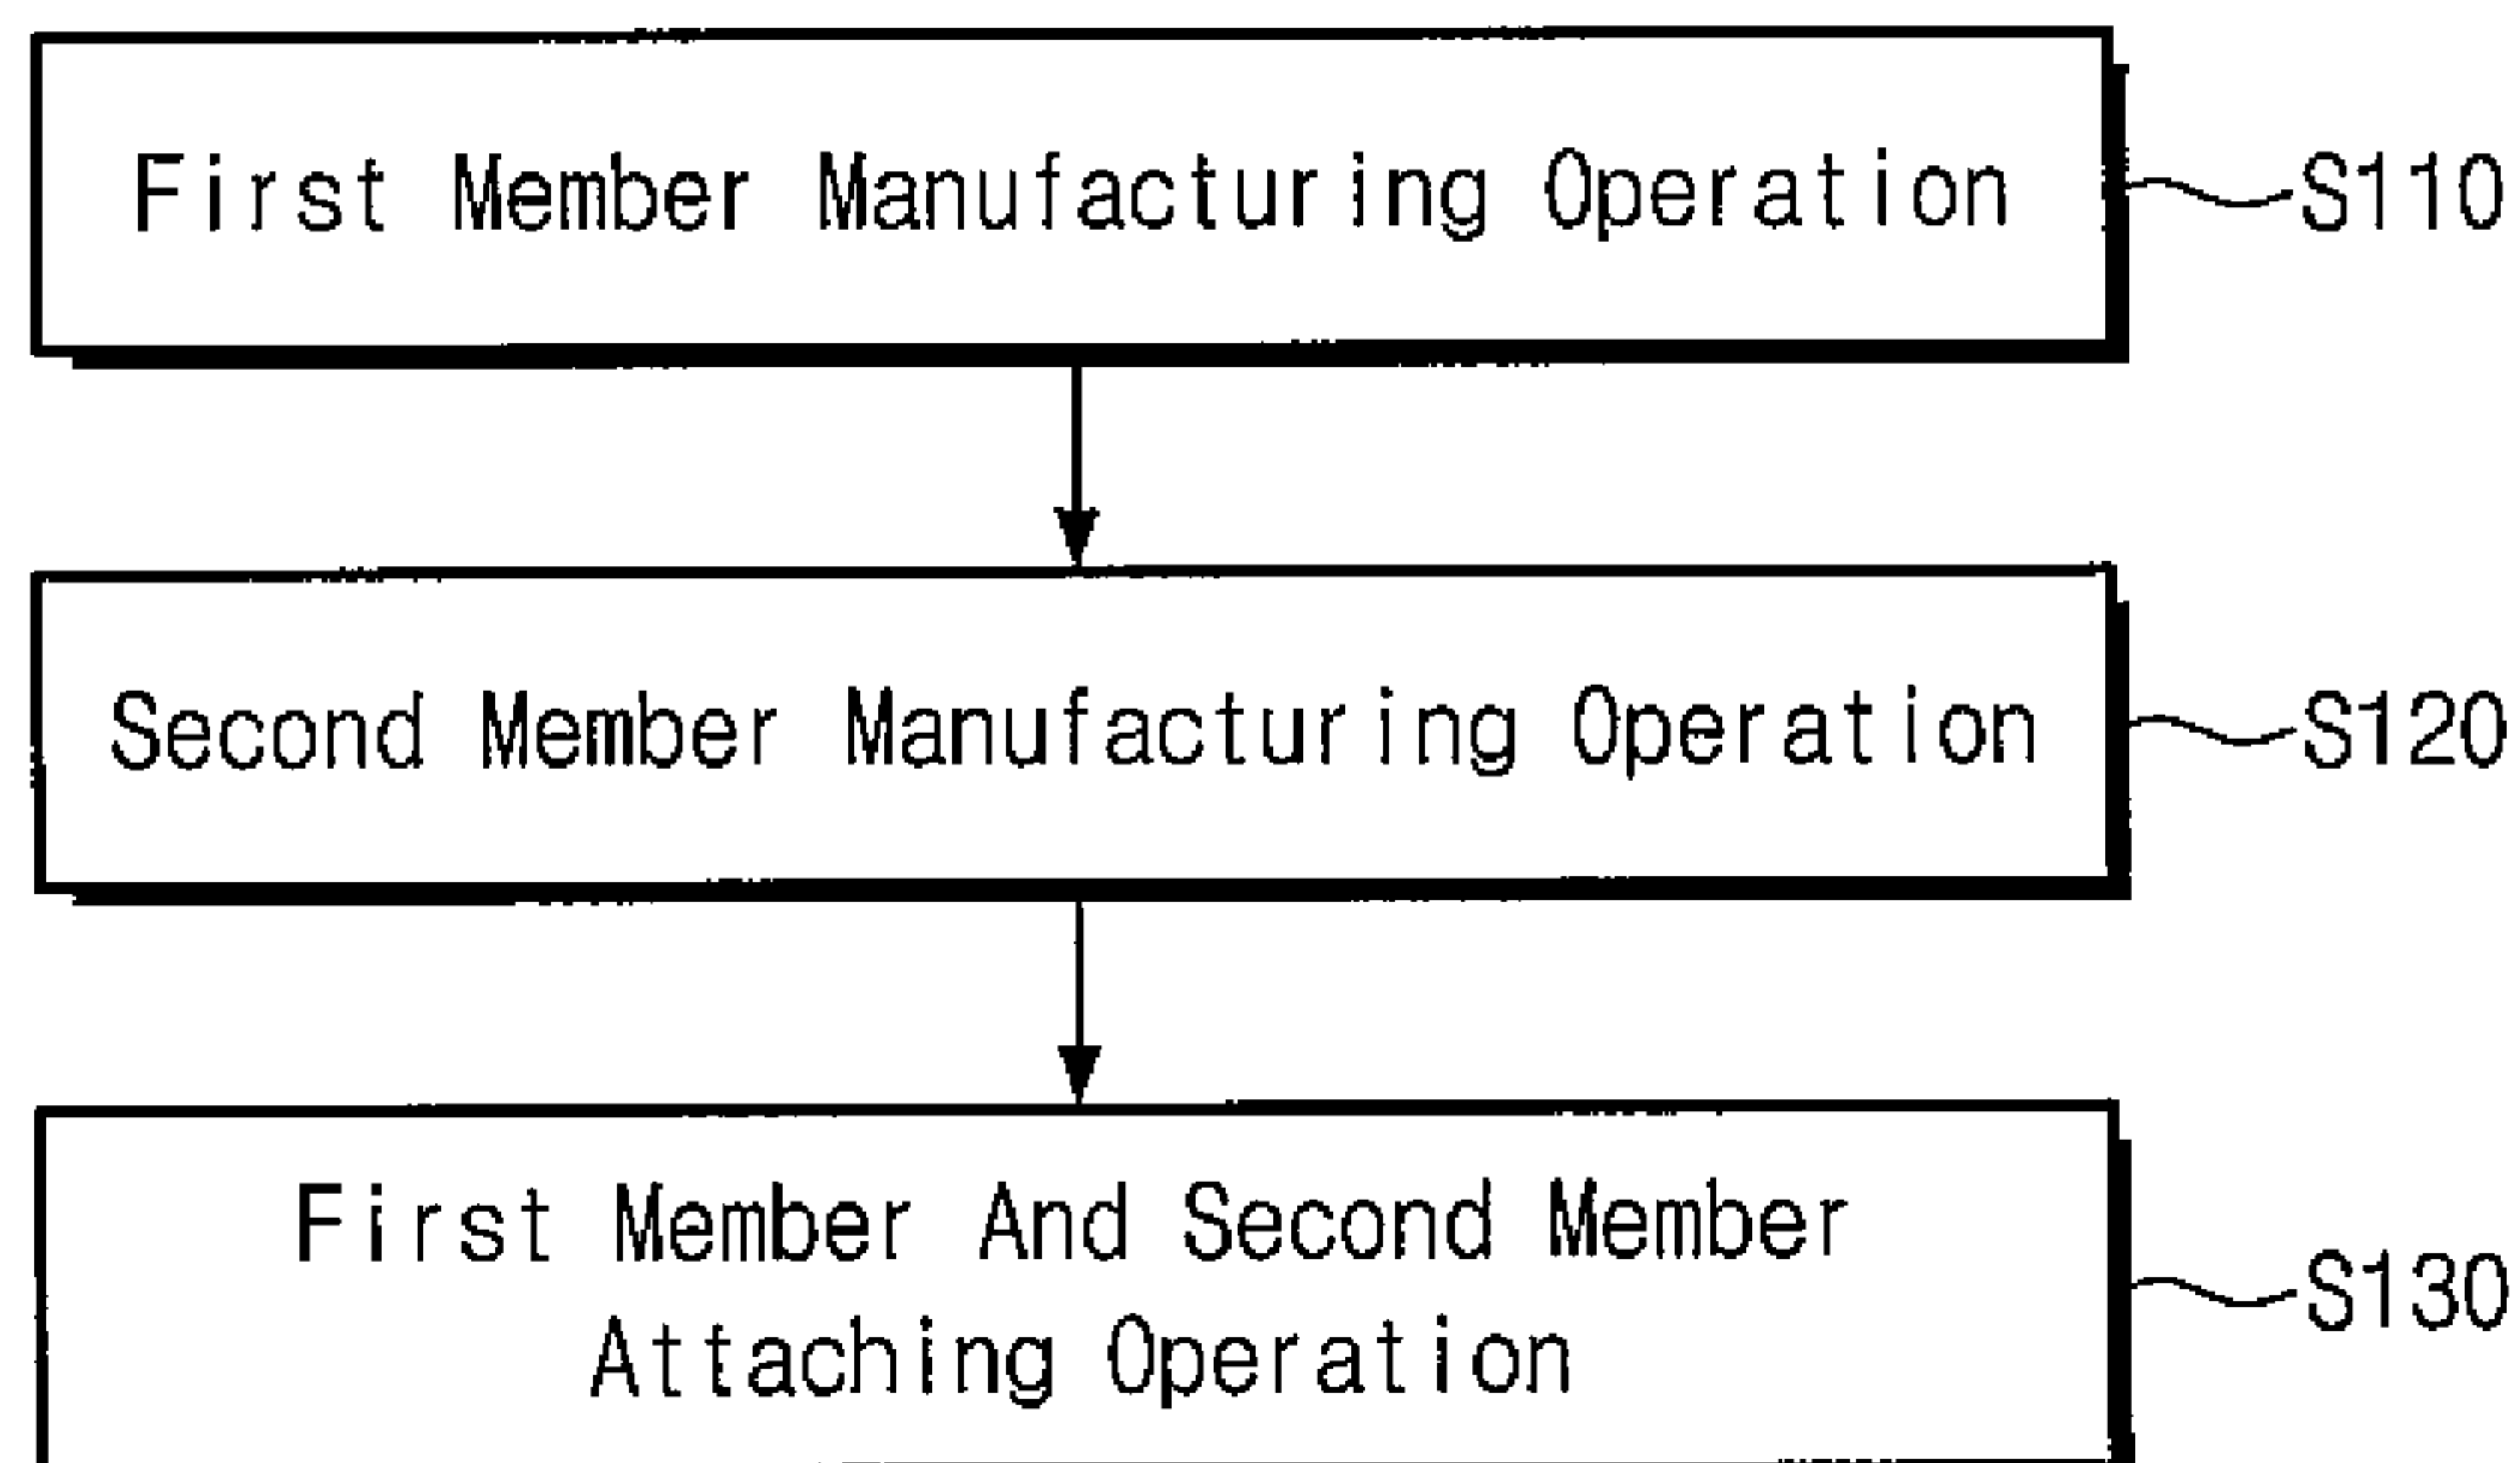 First Member Manufacturing Operation S110
Second Member Manufacturing Operation S120
First Member And Second Member
Attaching Operation
S130